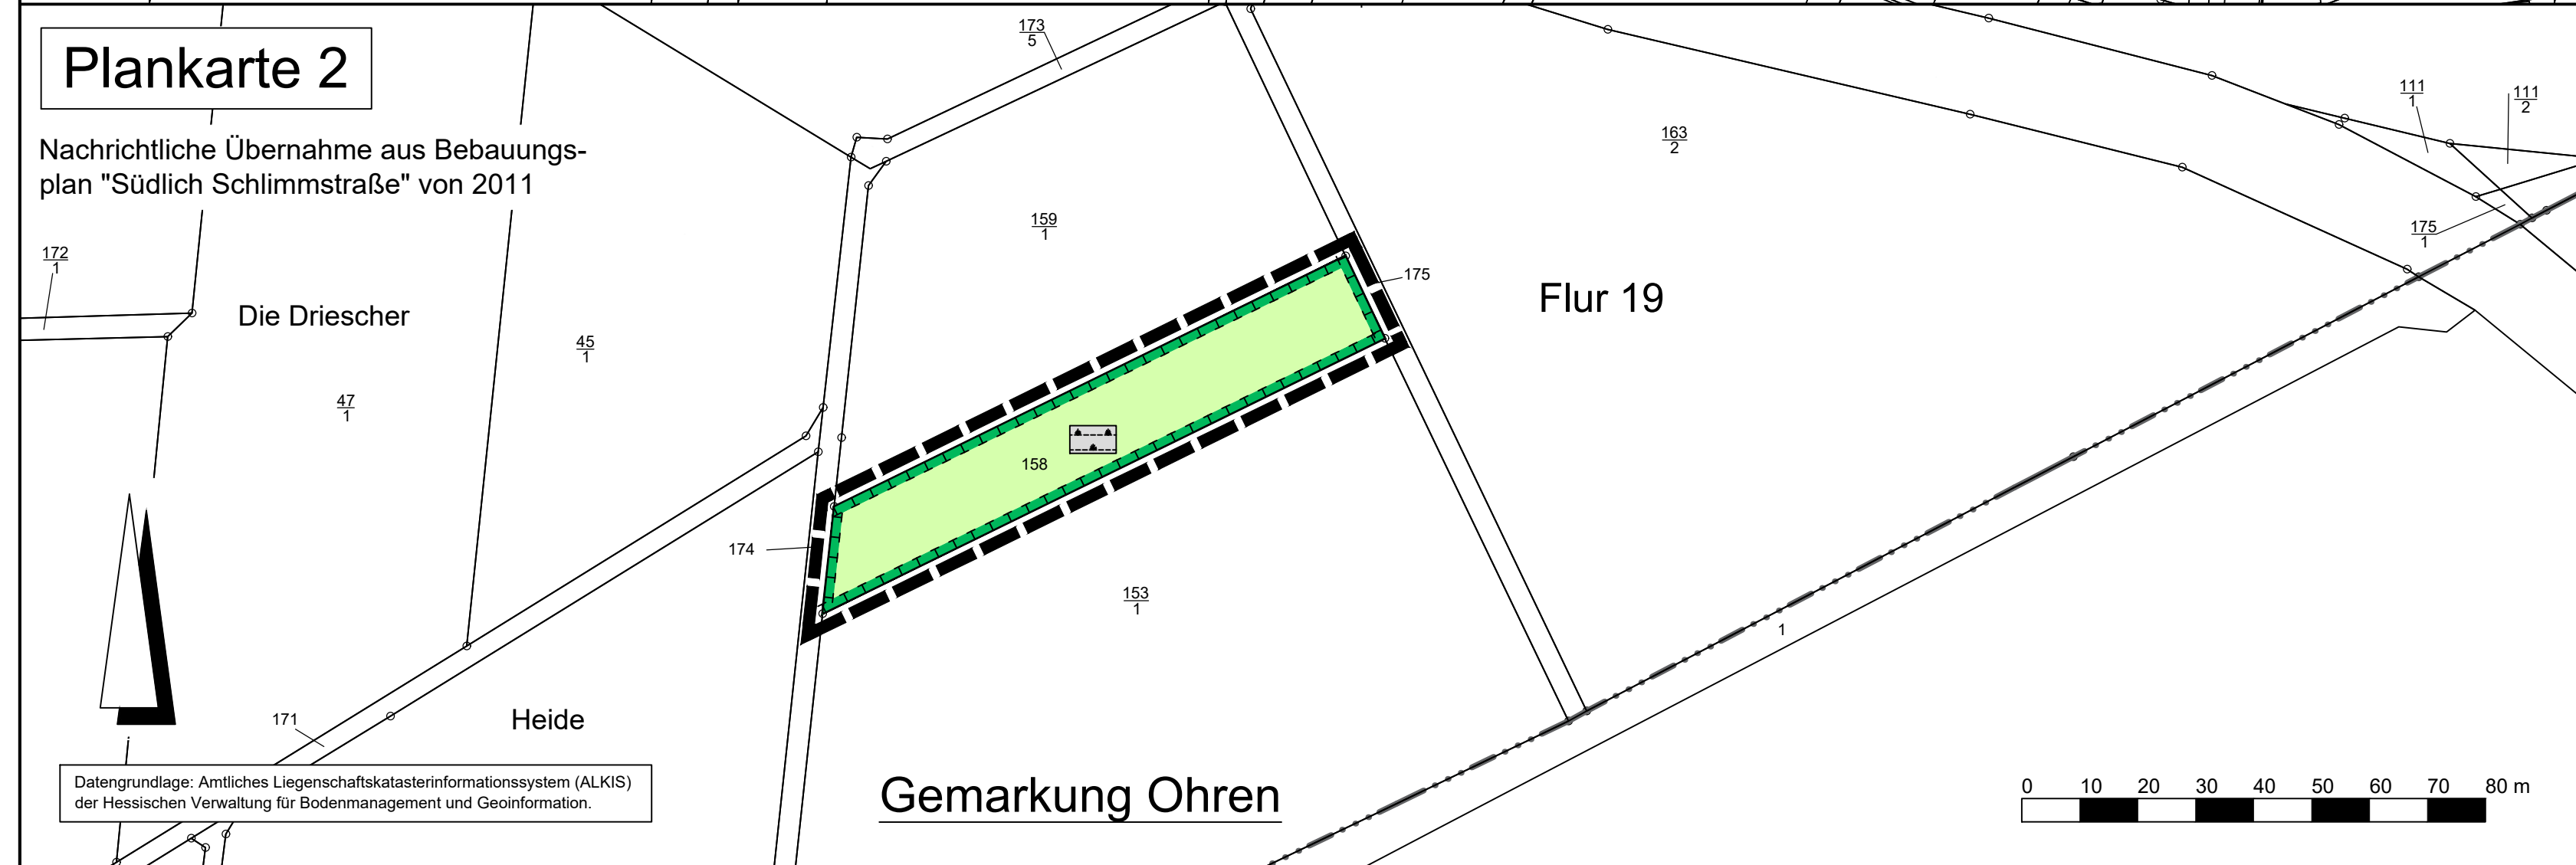 Plankarte 2
Nachrichtliche Übernahme aus Bebauungs-
plan "Südlich Schlimmstraße" von 2011
173
5
163
2
111
1
111
2
159
1
175
1
172
1
175
Die Driescher
Flur 19
45
1
47
1
158
174
153
1
1
171
Heide
Datengrundlage: Amtliches Liegenschaftskatasterinformationssystem (ALKIS)
der Hessischen Verwaltung für Bodenmanagement und Geoinformation.
Gemarkung Ohren
0 10 20 30 40 50 60 70 80 m